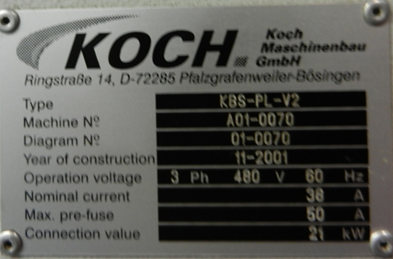 KOCH. Koch Maschinenbau GmbH
Ringstraße 14, D-72285 Pfalzgrafenweiler-Bösingen
Type KBS-PL-V2
Machine Nº A01-0070
Diagram Nº 01-0070
Year of construction 11-2001
Operation voltage 3 Ph 480 V 60 Hz
Nominal current 36 A
Max. pre-fuse 50 A
Connection value 21 kW